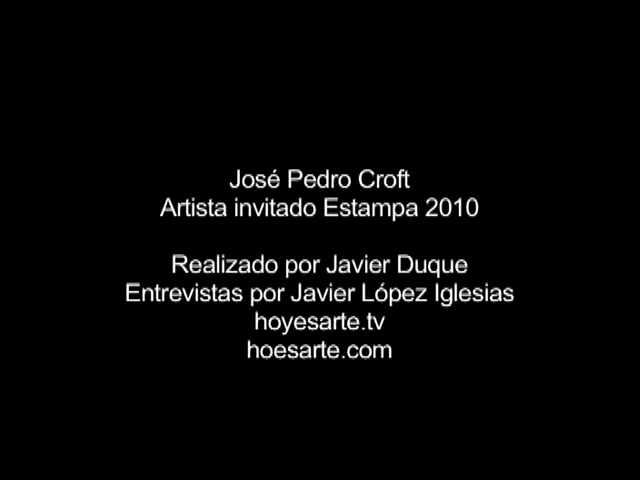 José Pedro Croft
Artista invitado Estampa 2010
Realizado por Javier Duque
Entrevistas por Javier López Iglesias
hoyesarte.tv
hoesarte.com